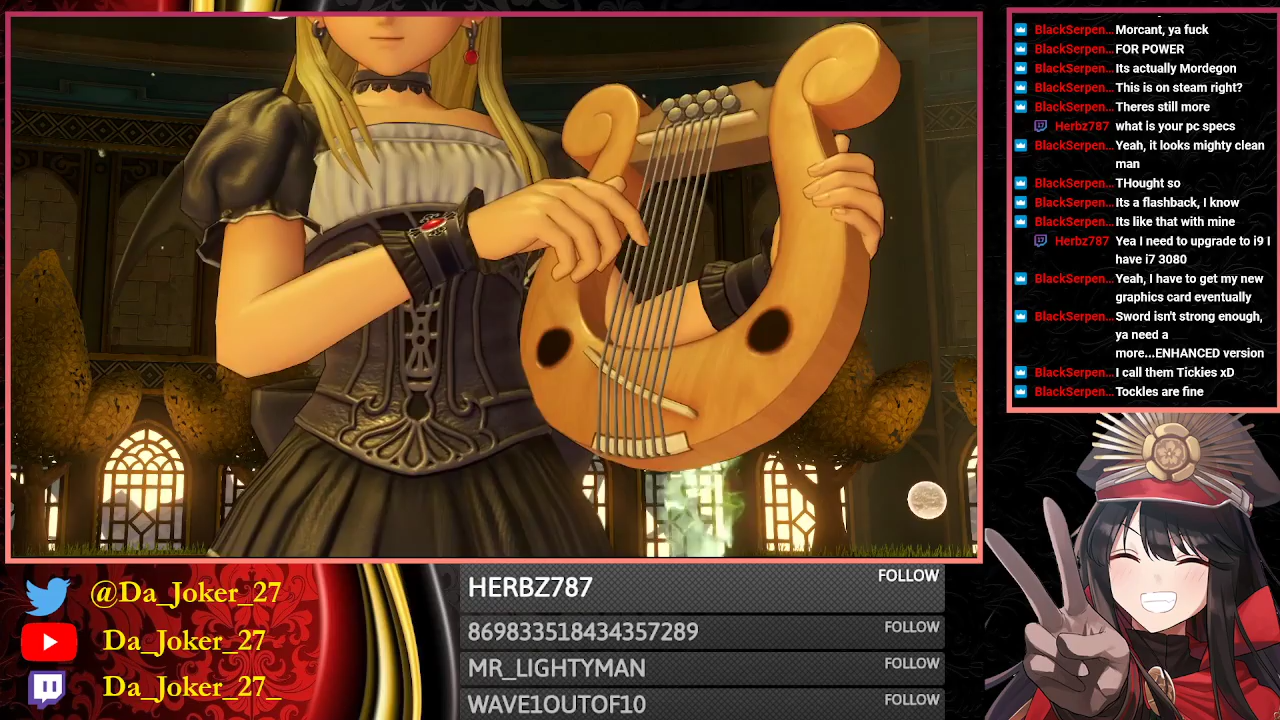 BlackSerpen... Morcant, ya fuck
BlackSerpen... FOR POWER
BlackSerpen... Its actually Mordegon
BlackSerpen... This is on steam right?
BlackSerpen... Theres still more
Herbz787 what is your pc specs
BlackSerpen... Yeah, it looks mighty clean
man
BlackSerpen... THought so
BlackSerpen... Its a flashback, I know
BlackSerpen... Its like that with mine
Herbz787 Yea I need to upgrade to i9 I
have i7 3080
BlackSerpen... Yeah, I have to get my new
graphics card eventually
BlackSerpen... Sword isn't strong enough,
ya need a
more...ENHANCED version
BlackSerpen... I call them Tickies xD
BlackSerpen... Tockles are fine
@Da_Joker_27
Da_Joker_27
Da_Joker_27_
HERBZ787 FOLLOW
869833518434357289 FOLLOW
MR_LIGHTYMAN FOLLOW
WAVE1OUTOF10 FOLLOW